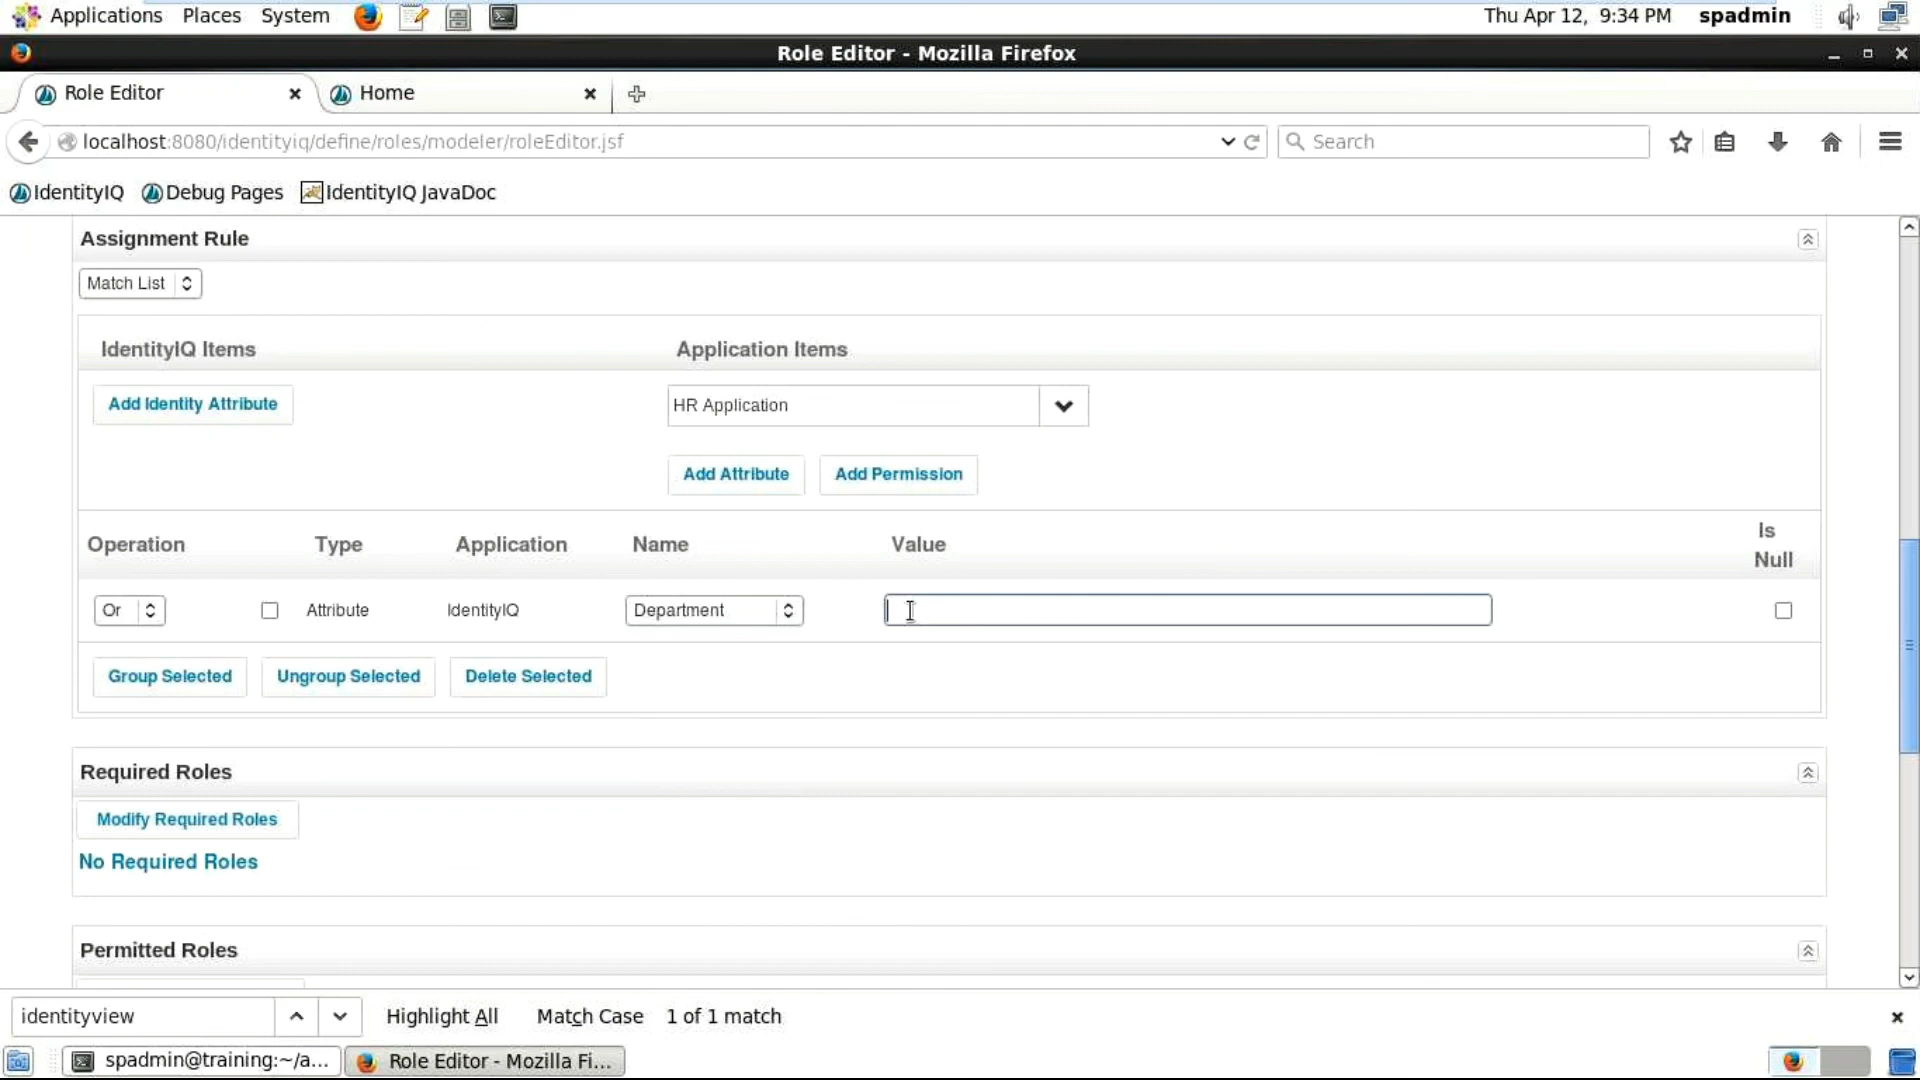 Applications Places System Thu Apr 12, 9:34 PM spadmin
Role Editor - Mozilla Firefox
Role Editor Home
localhost:8080/identityiq/define/roles/modeler/roleEditor.jsf Search
IdentityIQ Debug Pages IdentityIQ JavaDoc
Assignment Rule
Match List
IdentityIQ Items Application Items
Add Identity Attribute HR Application
Add Attribute Add Permission
Operation Type Application Name Value Is Null
Or Attribute IdentityIQ Department
Group Selected Ungroup Selected Delete Selected
Required Roles
Modify Required Roles
No Required Roles
Permitted Roles
identityview Highlight All Match Case 1 of 1 match
spadmin@training:~/a... Role Editor - Mozilla Fi...